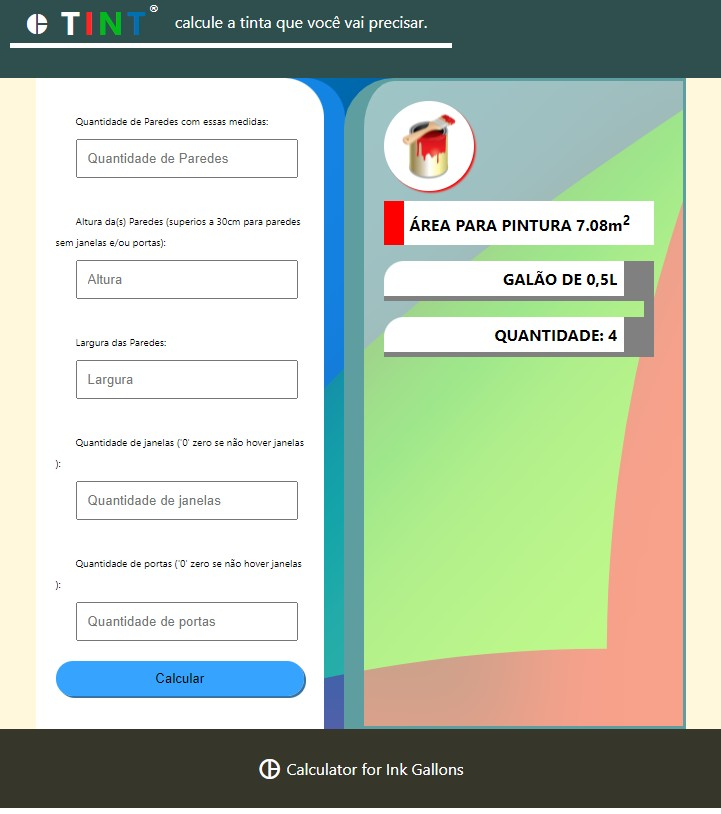 TINT®
calcule a tinta que você vai precisar.
Quantidade de Paredes com essas medidas:
Quantidade de Paredes
Altura da(s) Paredes (superios a 30cm para paredes
sem janelas e/ou portas):
Altura
Largura das Paredes:
Largura
Quantidade de janelas ('0' zero se não hover janelas
):
Quantidade de janelas
Quantidade de portas ('0' zero se não hover janelas
):
Quantidade de portas
Calcular
ÁREA PARA PINTURA 7.08m²
GALÃO DE 0,5L
QUANTIDADE: 4
Calculator for Ink Gallons